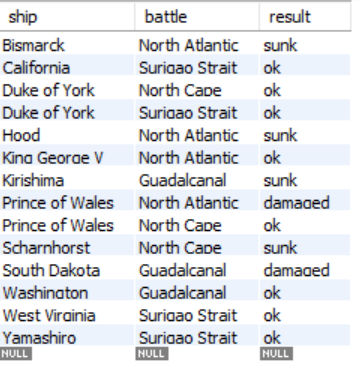 ship battle result
Bismarck North Atlantic sunk
California Surigao Strait ok
Duke of York North Cape ok
Duke of York Surigao Strait ok
Hood North Atlantic sunk
King George V North Atlantic ok
Kirishima Guadalcanal sunk
Prince of Wales North Atlantic damaged
Prince of Wales North Cape ok
Scharnhorst North Cape sunk
South Dakota Guadalcanal damaged
Washington Guadalcanal ok
West Virginia Surigao Strait ok
Yamashiro Surigao Strait ok
NULL NULL NULL